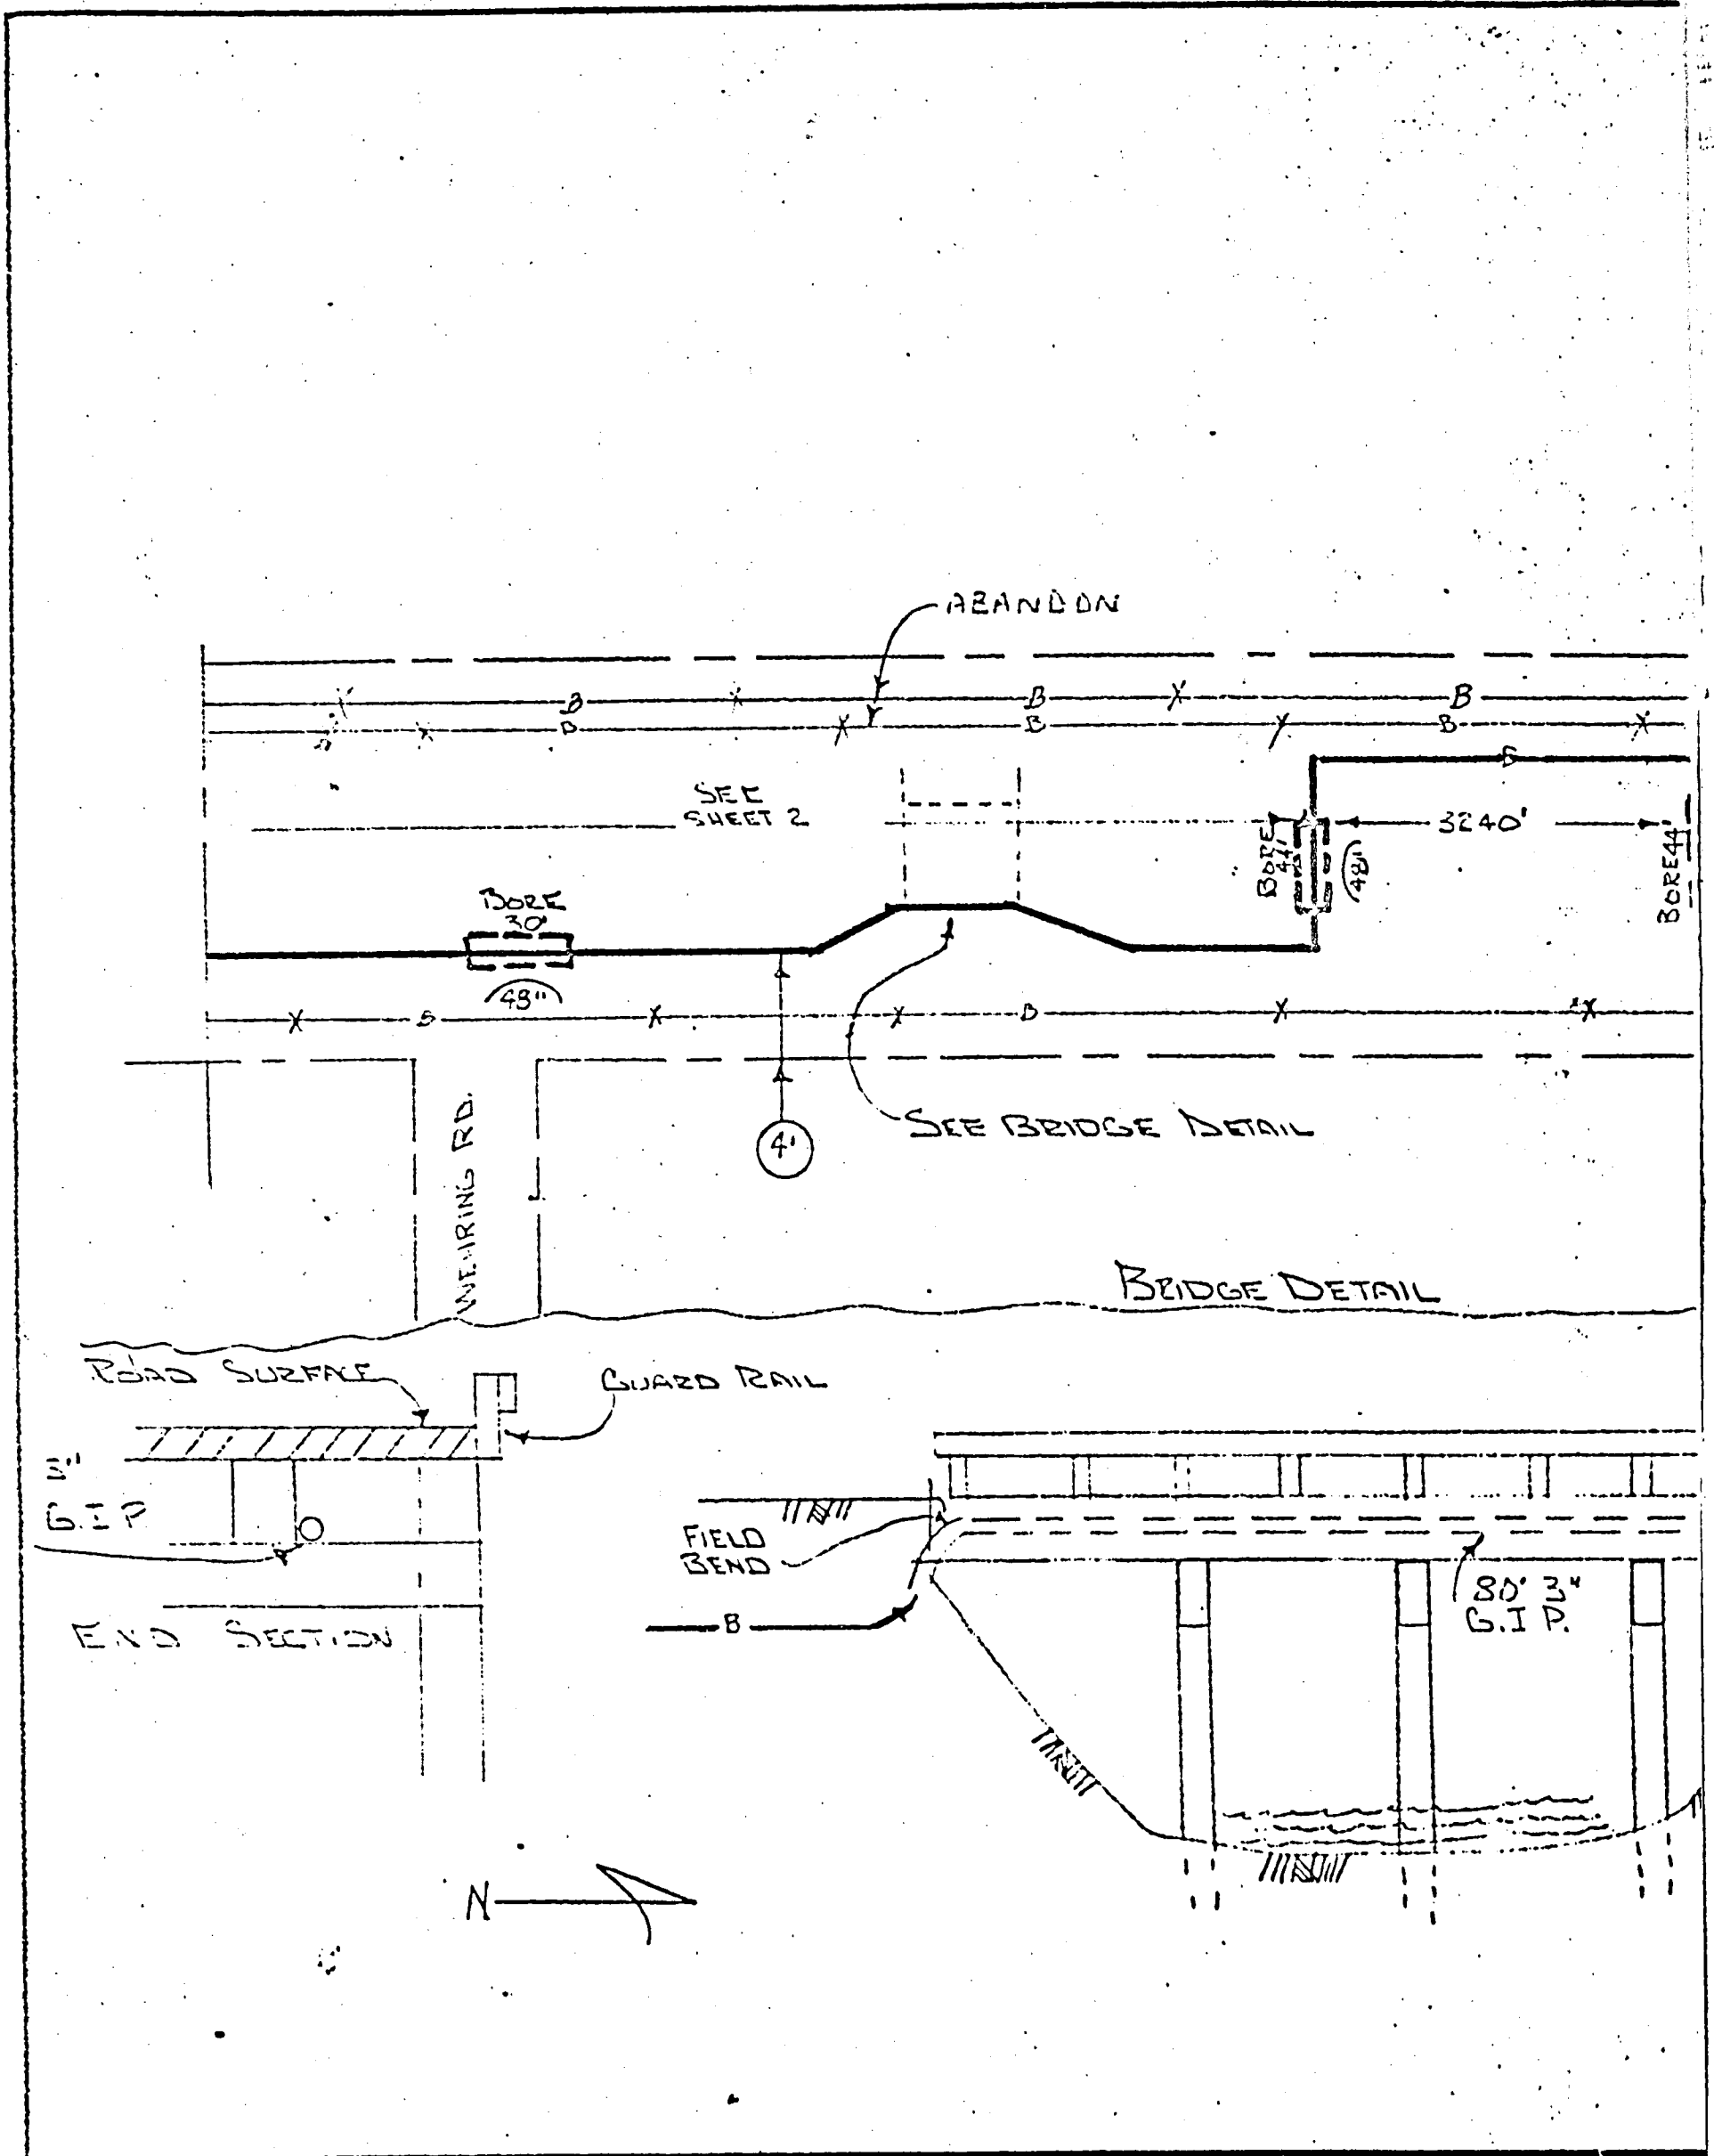 ABANDON
B B B
B B B
SEE
SHEET 2
3240'
BORE
44'
(48")
BORE 44'
BORE
30'
(48")
B B
4'
SEE BRIDGE DETAIL
WEHRING RD.
BRIDGE DETAIL
ROAD SURFACE
GUARD RAIL
3"
G.I P.
FIELD
BEND
B
80' 3"
G.I P.
END SECTION
N